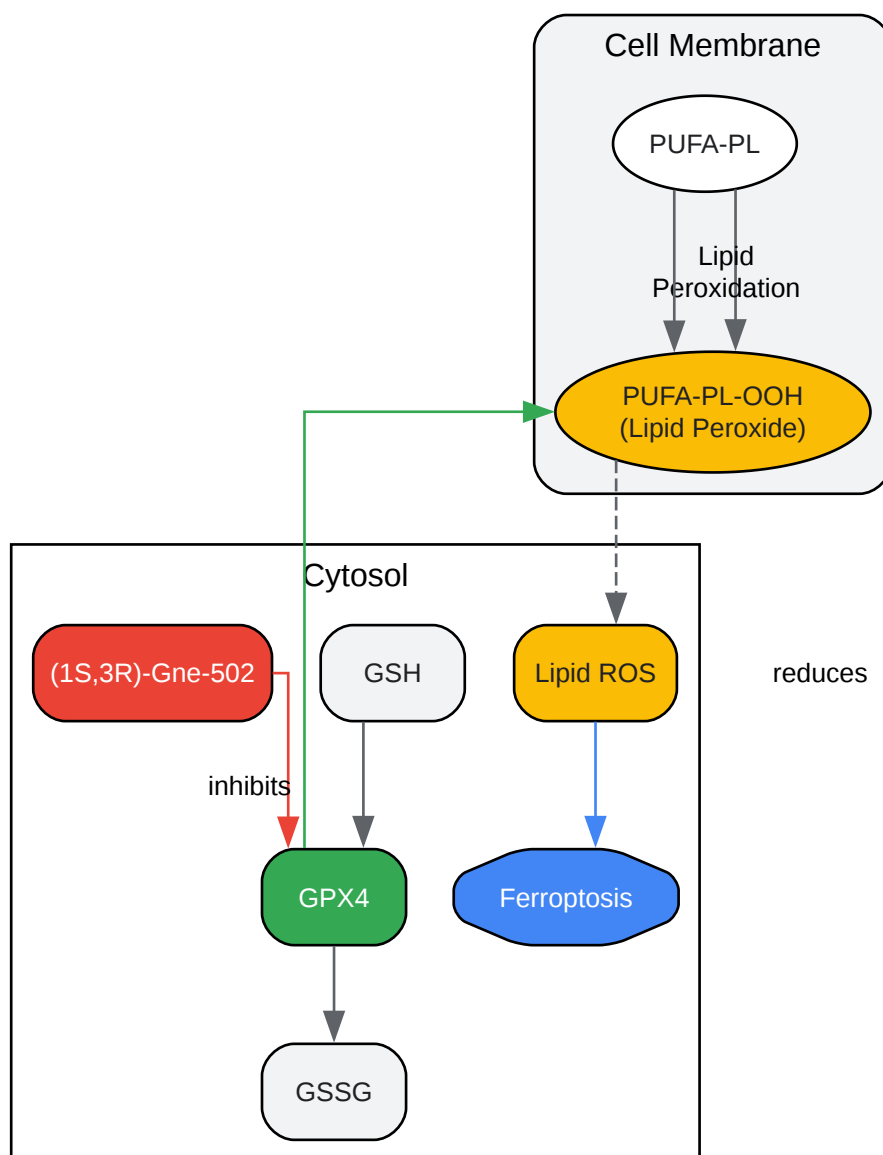 Cell Membrane
PUFA-PL
Lipid
Peroxidation
PUFA-PL-OOH
(Lipid Peroxide)
Cytosol
(1S,3R)-Gne-502
GSH
Lipid ROS
reduces
inhibits
GPX4
Ferroptosis
GSSG